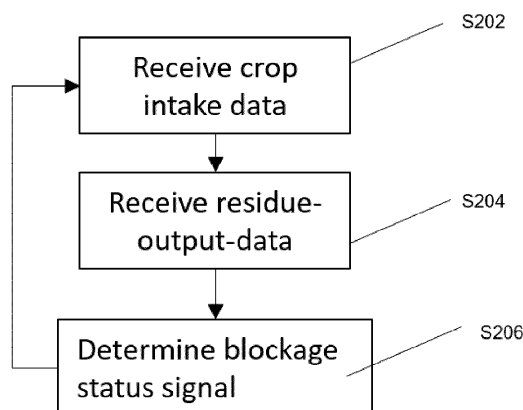 S202
Receive crop
intake data
Receive residue-
output-data
S204
Determine blockage
status signal
S206